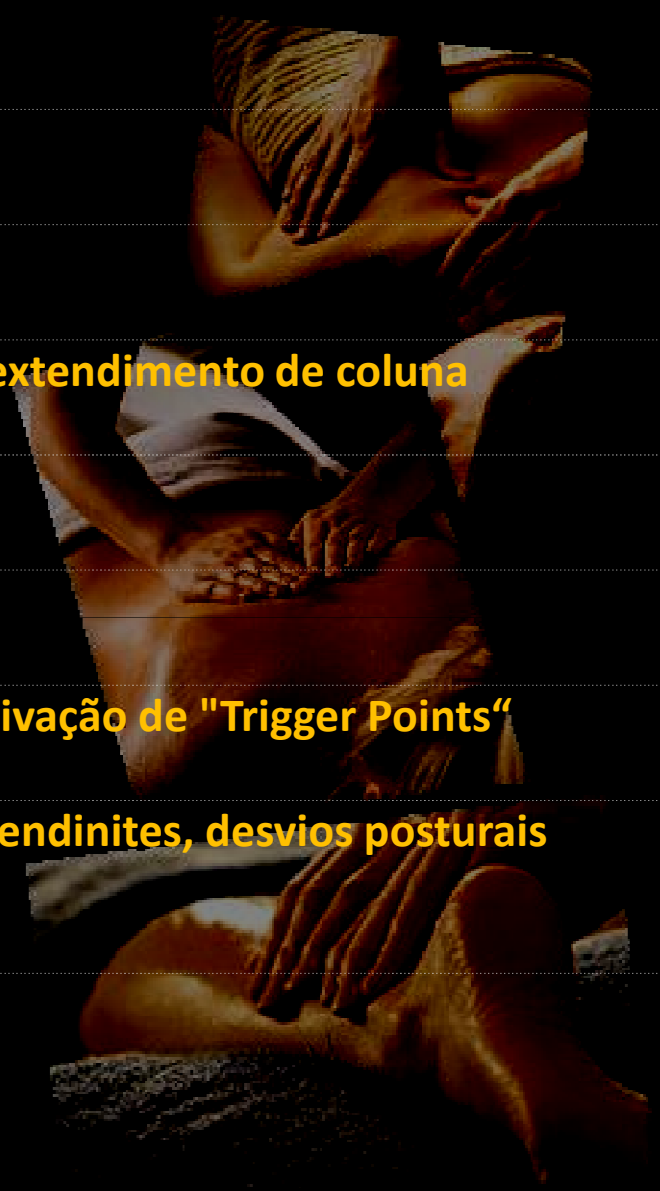 extendimento de coluna
ivação de "Trigger Points“
endinites, desvios posturais